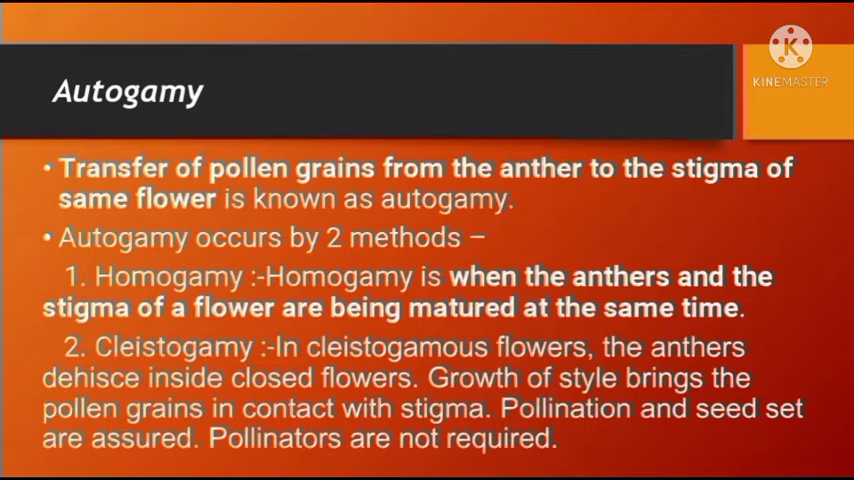 KINEMASTER
Autogamy
• Transfer of pollen grains from the anther to the stigma of
same flower is known as autogamy.
• Autogamy occurs by 2 methods –
1. Homogamy :-Homogamy is when the anthers and the
stigma of a flower are being matured at the same time.
2. Cleistogamy :-In cleistogamous flowers, the anthers
dehisce inside closed flowers. Growth of style brings the
pollen grains in contact with stigma. Pollination and seed set
are assured. Pollinators are not required.